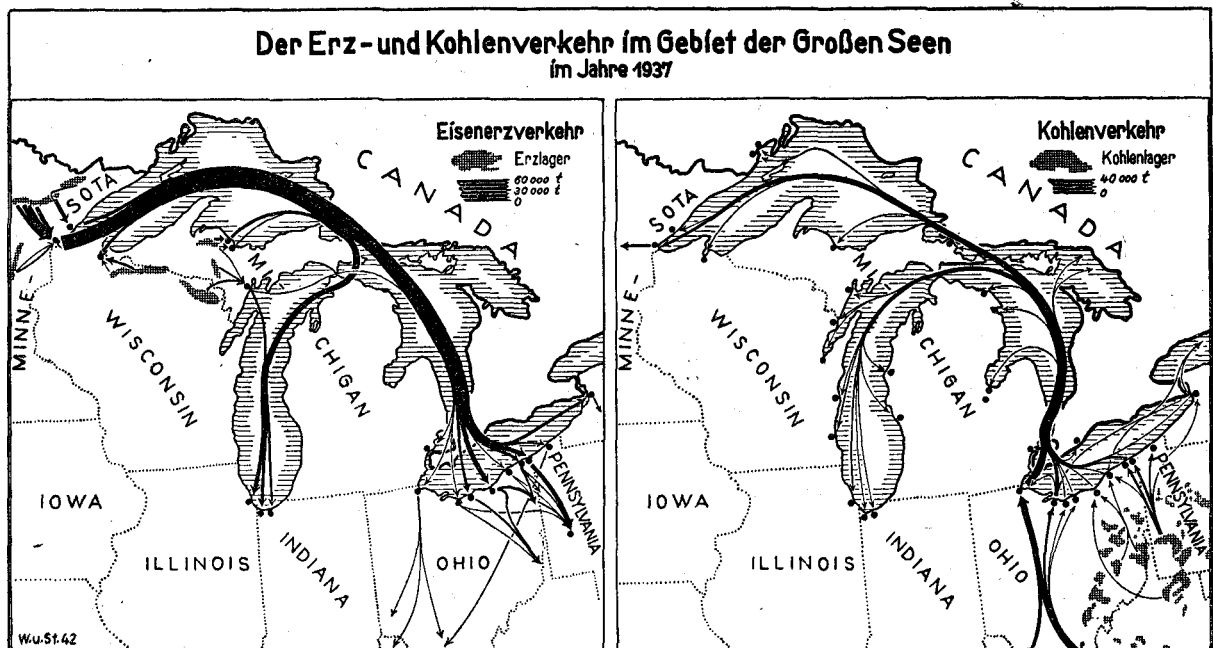 Der Erz- und Kohlenverkehr im Gebiet der Großen Seen
im Jahre 1937
Eisenerzverkehr
Erzlager
60 000 t
30 000 t
0
CANADA
MINNE-
SOTA
WISCONSIN
MI-
CHIGAN
IOWA
ILLINOIS
INDIANA
OHIO
PENNSYLVANIA
W.u.St.42
Kohlenverkehr
Kohlenlager
40 000 t
0
CANADA
MINNE-
SOTA
WISCONSIN
MI-
CHIGAN
IOWA
ILLINOIS
INDIANA
OHIO
PENNSYLVANIA